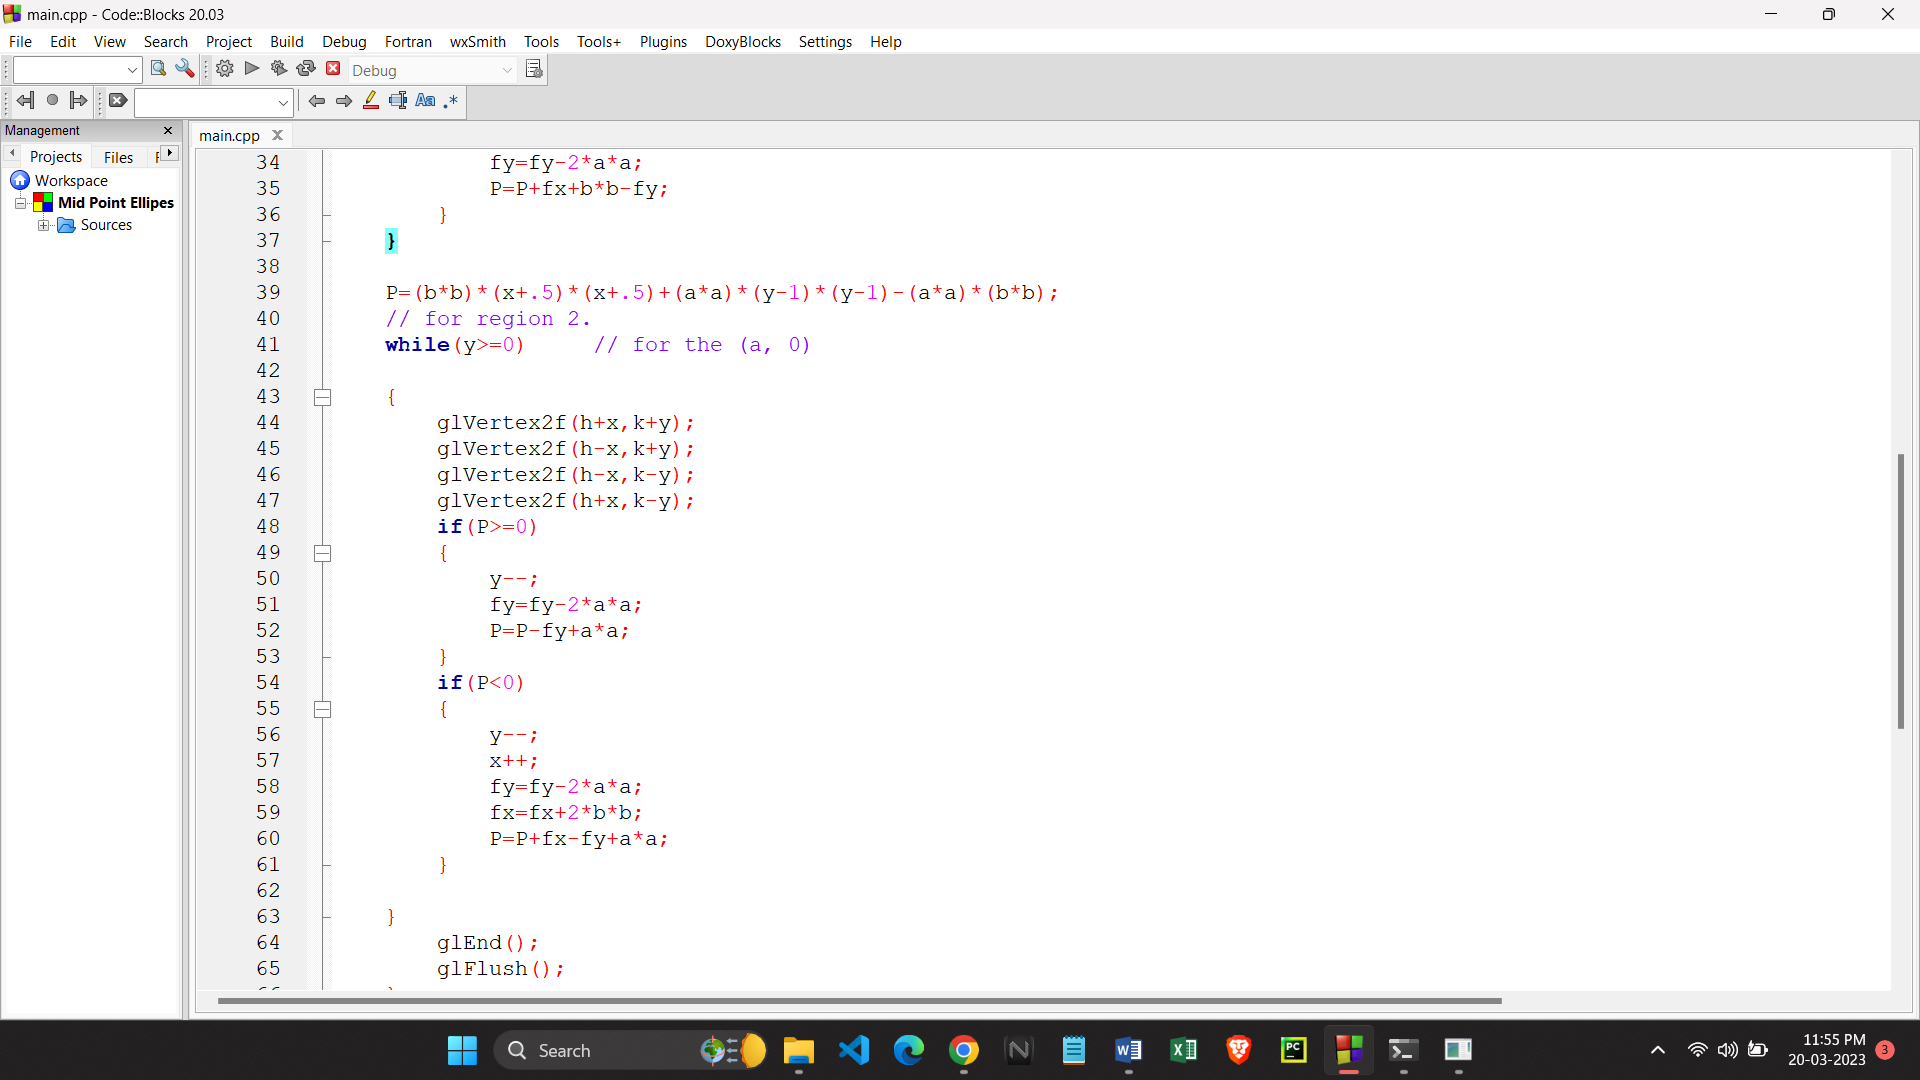 main.cpp - Code::Blocks 20.03
File Edit View Search Project Build Debug Fortran wxSmith Tools Tools+ Plugins DoxyBlocks Settings Help
Debug
Aa .*
Management
main.cpp
Projects Files
Workspace
Mid Point Ellipes
Sources
34 fy=fy-2*a*a;
35 P=P+fx+b*b-fy;
36 }
37 }
38
39 P=(b*b)*(x+.5)*(x+.5)+(a*a)*(y-1)*(y-1)-(a*a)*(b*b);
40 // for region 2.
41 while(y>=0) // for the (a, 0)
42
43 {
44 glVertex2f(h+x,k+y);
45 glVertex2f(h-x,k+y);
46 glVertex2f(h-x,k-y);
47 glVertex2f(h+x,k-y);
48 if(P>=0)
49 {
50 y--;
51 fy=fy-2*a*a;
52 P=P-fy+a*a;
53 }
54 if(P<0)
55 {
56 y--;
57 x++;
58 fy=fy-2*a*a;
59 fx=fx+2*b*b;
60 P=P+fx-fy+a*a;
61 }
62
63 }
64 glEnd();
65 glFlush();
Search
PC
11:55 PM
20-03-2023
3